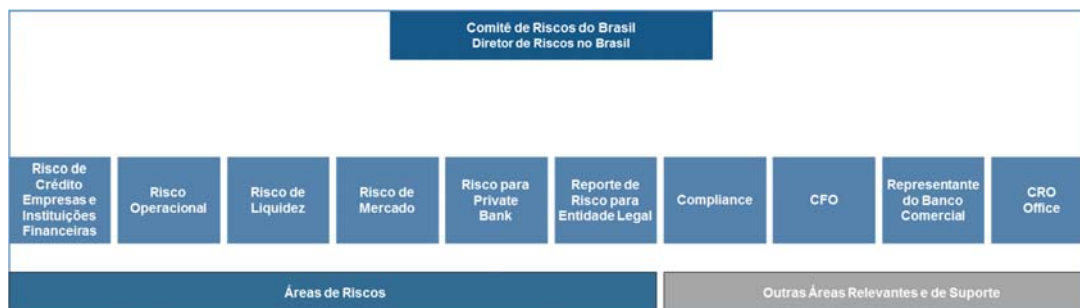 Comitê de Riscos do Brasil
Diretor de Riscos no Brasil
Risco de
Crédito
Empresas e
Instituições
Financeiras
Risco
Operacional
Risco de
Liquidez
Risco de
Mercado
Risco para
Private
Bank
Reporte de
Risco para
Entidade Legal
Compliance
CFO
Representante
do Banco
Comercial
CRO
Office
Áreas de Riscos
Outras Áreas Relevantes e de Suporte